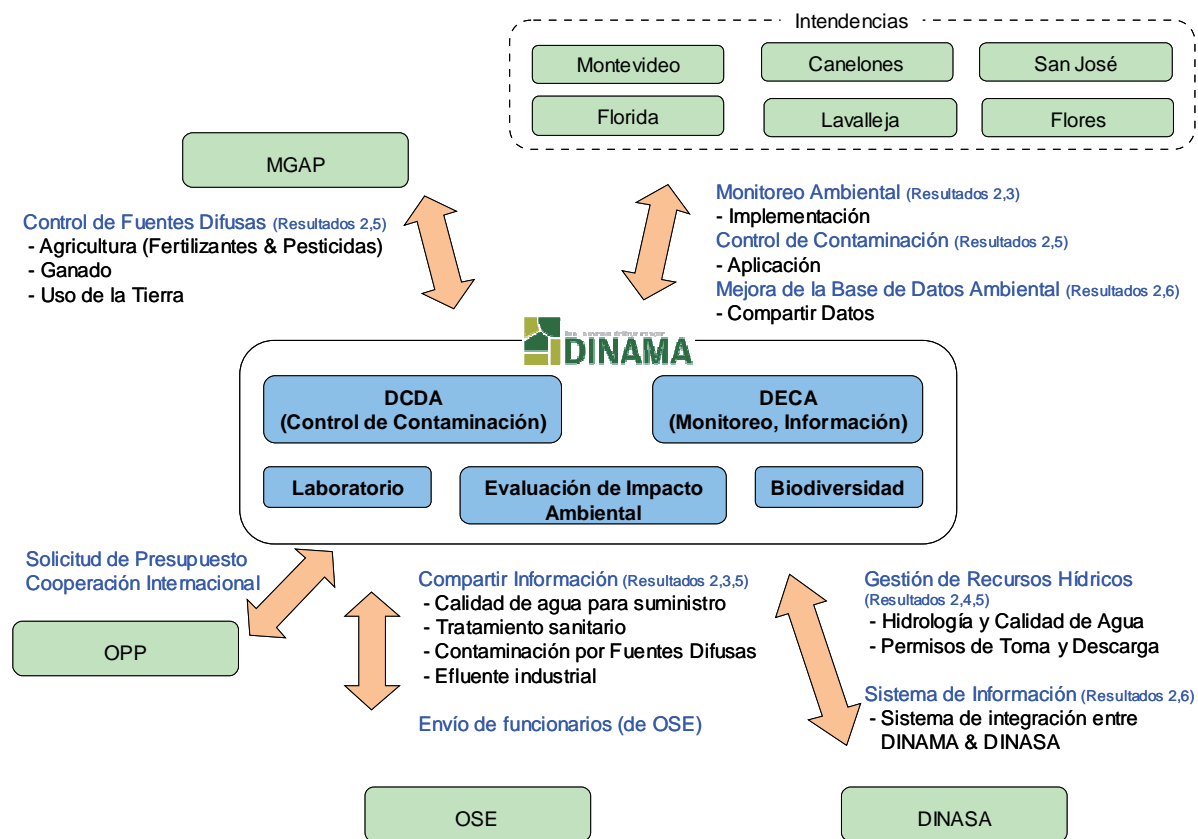 Intendencias
Montevideo
Canelones
San José
Florida
Lavalleja
Flores
MGAP
Control de Fuentes Difusas (Resultados 2,5)
- Agricultura (Fertilizantes & Pesticidas)
- Ganado
- Uso de la Tierra
Monitoreo Ambiental (Resultados 2,3)
- Implementación
Control de Contaminación (Resultados 2,5)
- Aplicación
Mejora de la Base de Datos Ambiental (Resultados 2,6)
- Compartir Datos
DINAMA
DCDA
(Control de Contaminación)
DECA
(Monitoreo, Información)
Laboratorio
Evaluación de Impacto
Ambiental
Biodiversidad
Solicitud de Presupuesto
Cooperación Internacional
OPP
Compartir Información (Resultados 2,3,5)
- Calidad de agua para suministro
- Tratamiento sanitario
- Contaminación por Fuentes Difusas
- Efluente industrial
Envío de funcionarios (de OSE)
OSE
Gestión de Recursos Hídricos
(Resultados 2,4,5)
- Hidrología y Calidad de Agua
- Permisos de Toma y Descarga
Sistema de Información (Resultados 2,6)
- Sistema de integración entre
DINAMA & DINASA
DINASA